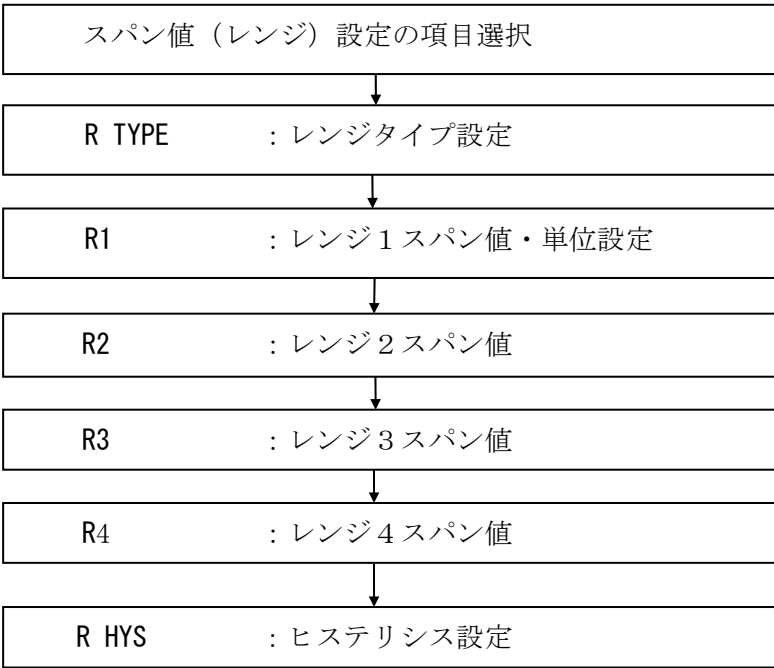 スパン値（レンジ）設定の項目選択
R TYPE ：レンジタイプ設定
R1 ：レンジ１スパン値・単位設定
R2 ：レンジ２スパン値
R3 ：レンジ３スパン値
R4 ：レンジ４スパン値
R HYS ：ヒステリシス設定